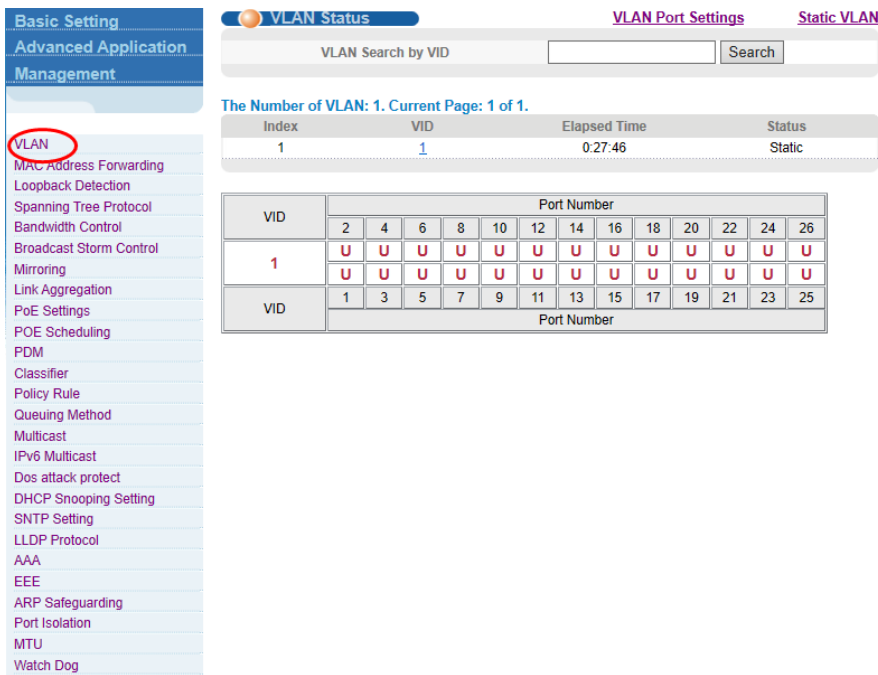 Basic Setting
Advanced Application
Management
VLAN
MAC Address Forwarding
Loopback Detection
Spanning Tree Protocol
Bandwidth Control
Broadcast Storm Control
Mirroring
Link Aggregation
PoE Settings
POE Scheduling
PDM
Classifier
Policy Rule
Queuing Method
Multicast
IPv6 Multicast
Dos attack protect
DHCP Snooping Setting
SNTP Setting
LLDP Protocol
AAA
EEE
ARP Safeguarding
Port Isolation
MTU
Watch Dog
VLAN Status VLAN Port Settings Static VLAN
VLAN Search by VID Search
The Number of VLAN: 1. Current Page: 1 of 1.
Index VID Elapsed Time Status
1 1 0:27:46 Static
VID Port Number
2 4 6 8 10 12 14 16 18 20 22 24 26
1 U U U U U U U U U U U U U
U U U U U U U U U U U U U
VID 1 3 5 7 9 11 13 15 17 19 21 23 25
Port Number